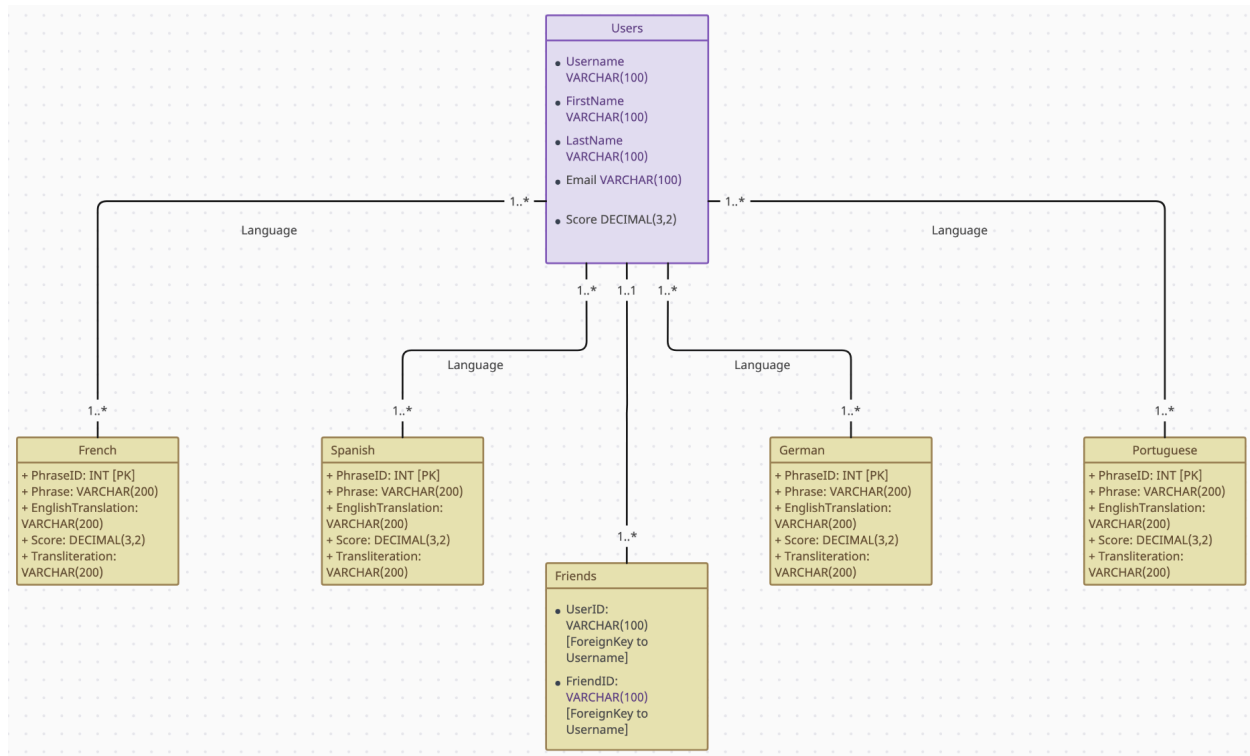 Users
Username
VARCHAR(100)
FirstName
VARCHAR(100)
LastName
VARCHAR(100)
Email VARCHAR(100)
Score DECIMAL(3,2)
1..*
1..*
Language
Language
1..*
1..1
1..*
Language
Language
1..*
1..*
1..*
1..*
French
+ PhraseID: INT [PK]
+ Phrase: VARCHAR(200)
+ EnglishTranslation:
VARCHAR(200)
+ Score: DECIMAL(3,2)
+ Transliteration:
VARCHAR(200)
Spanish
+ PhraseID: INT [PK]
+ Phrase: VARCHAR(200)
+ EnglishTranslation:
VARCHAR(200)
+ Score: DECIMAL(3,2)
+ Transliteration:
VARCHAR(200)
German
+ PhraseID: INT [PK]
+ Phrase: VARCHAR(200)
+ EnglishTranslation:
VARCHAR(200)
+ Score: DECIMAL(3,2)
+ Transliteration:
VARCHAR(200)
Portuguese
+ PhraseID: INT [PK]
+ Phrase: VARCHAR(200)
+ EnglishTranslation:
VARCHAR(200)
+ Score: DECIMAL(3,2)
+ Transliteration:
VARCHAR(200)
1..*
Friends
UserID:
VARCHAR(100)
[ForeignKey to
Username]
FriendID:
VARCHAR(100)
[ForeignKey to
Username]